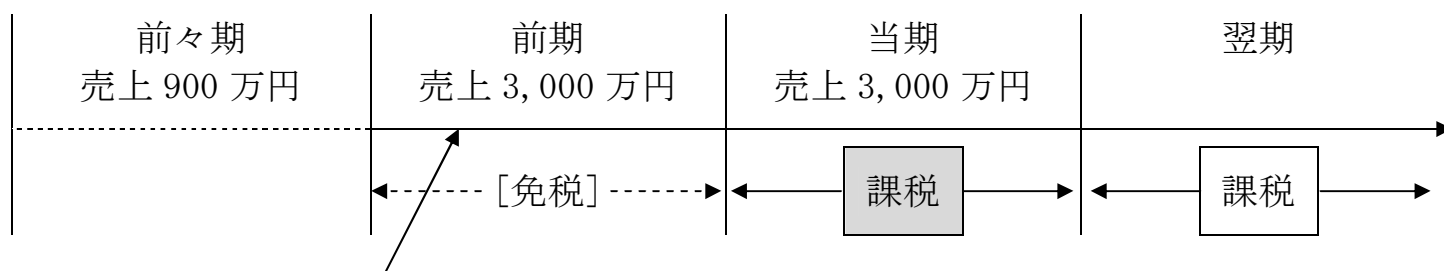 前々期
売上 900 万円
前期
売上 3,000 万円
当期
売上 3,000 万円
翌期
[免税]
課税
課税